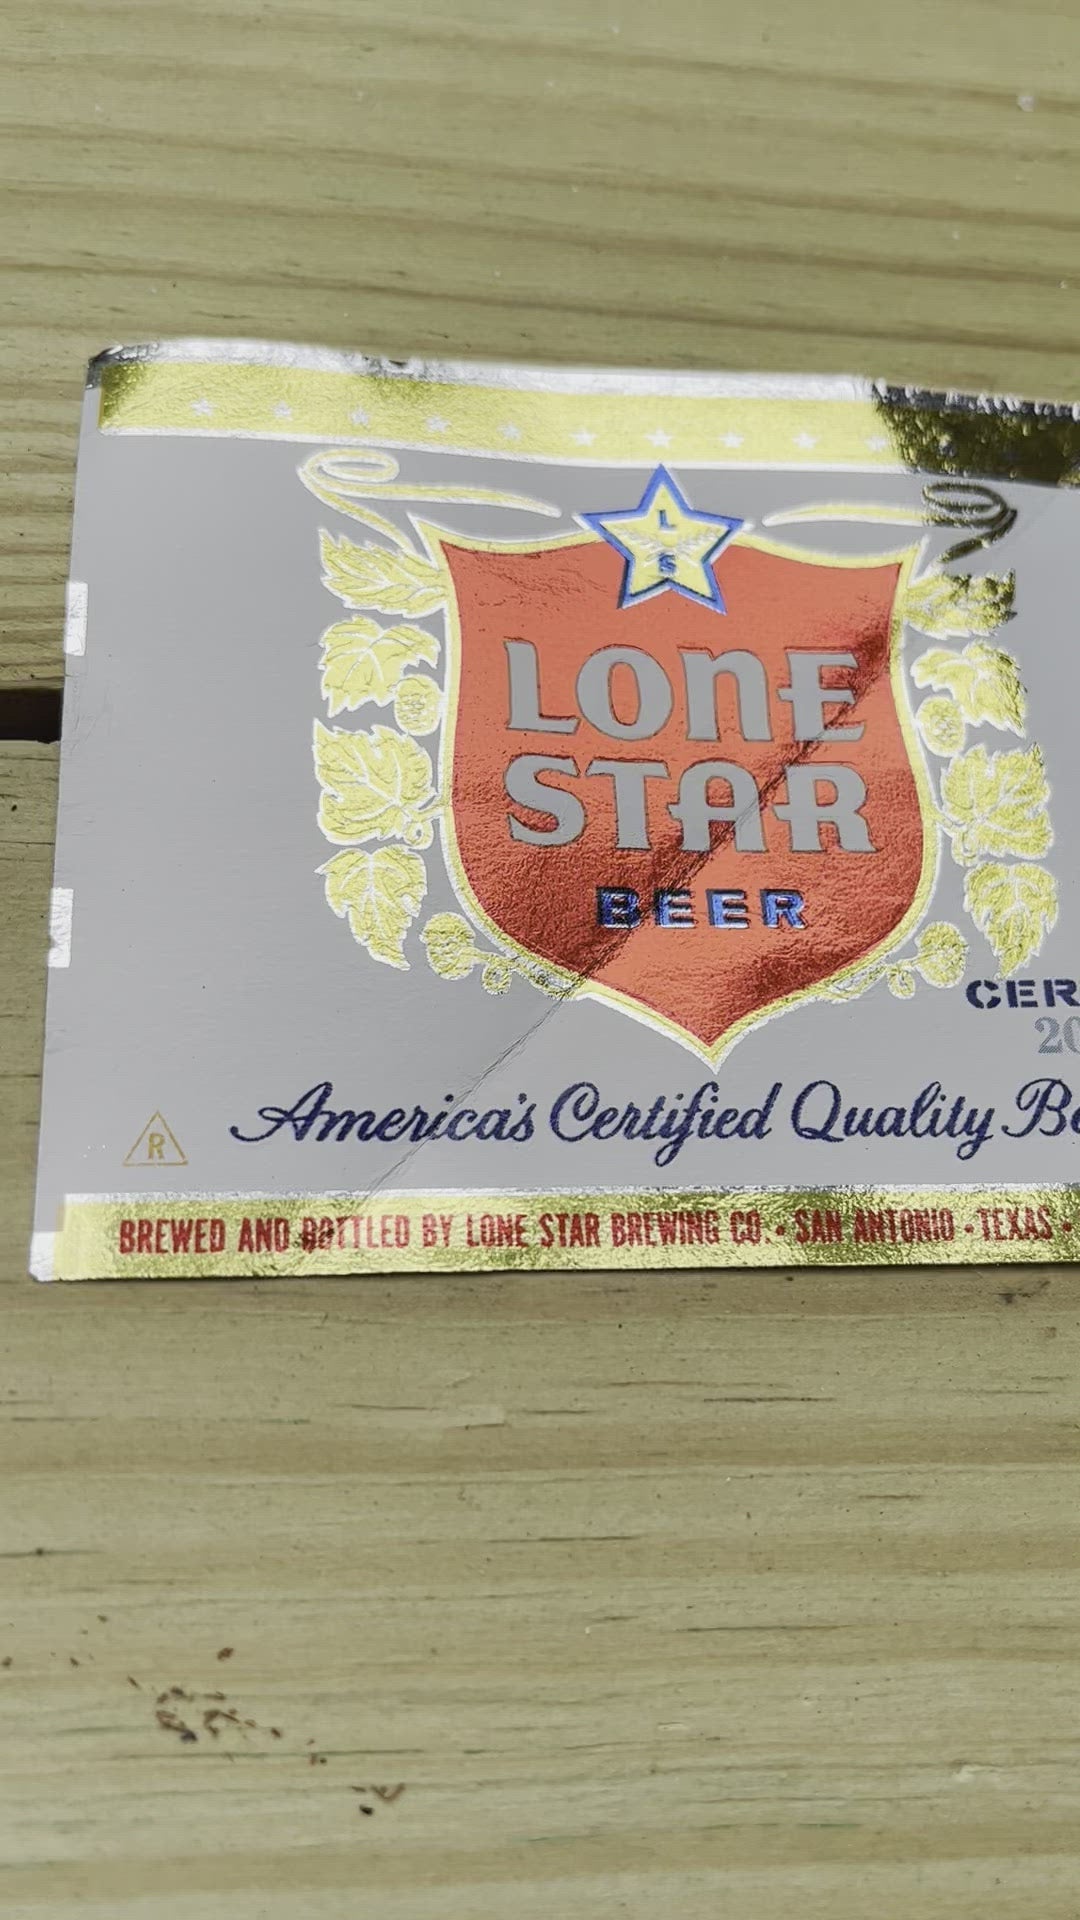 L
S
LONE
STAR
BEER
CER
20
America's Certified Quality Be
R
BREWED AND BOTTLED BY LONE STAR BREWING CO. • SAN ANTONIO • TEXAS •